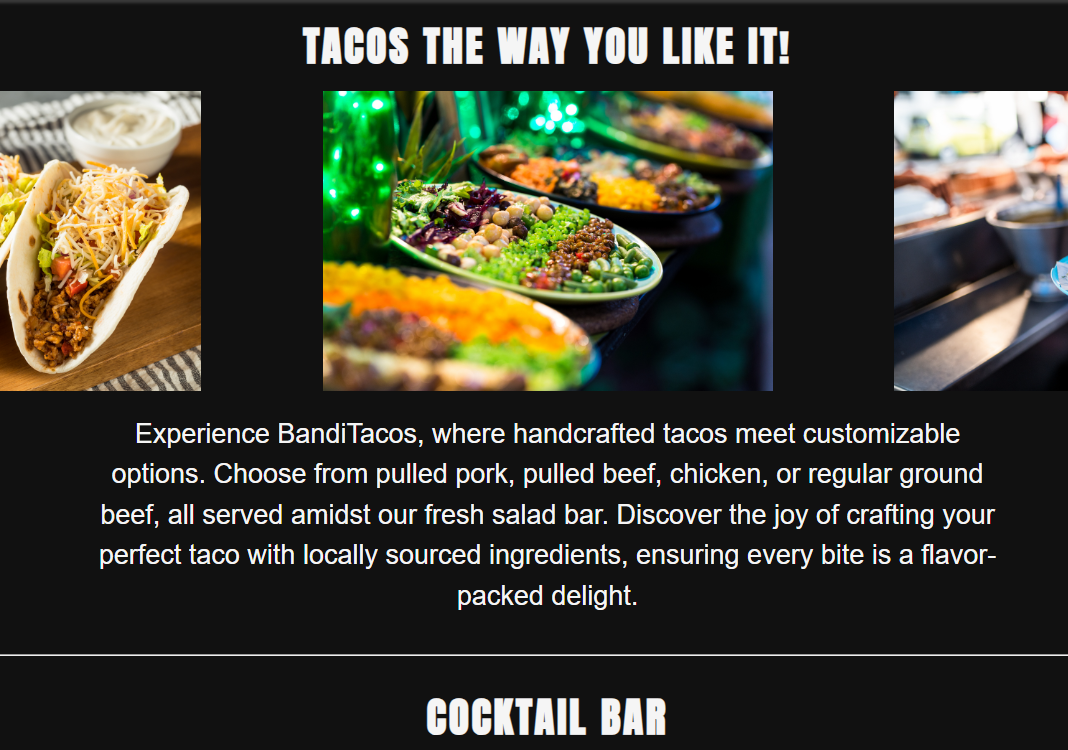 TACOS THE WAY YOU LIKE IT!
Experience BandiTacos, where handcrafted tacos meet customizable
options. Choose from pulled pork, pulled beef, chicken, or regular ground
beef, all served amidst our fresh salad bar. Discover the joy of crafting your
perfect taco with locally sourced ingredients, ensuring every bite is a flavor-
packed delight.
COCKTAIL BAR